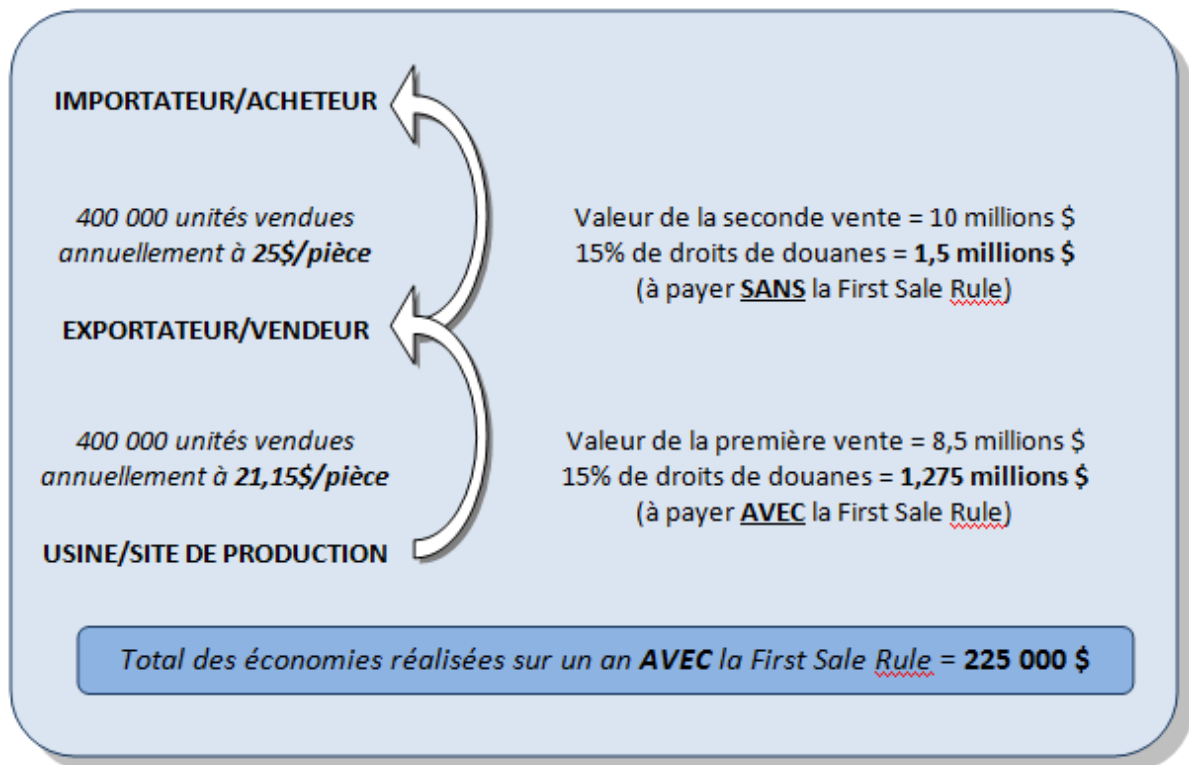 IMPORTATEUR/ACHETEUR
400 000 unités vendues
annuellement à 25$/pièce
Valeur de la seconde vente = 10 millions $
15% de droits de douanes = 1,5 millions $
(à payer SANS la First Sale Rule)
EXPORTATEUR/VENDEUR
400 000 unités vendues
annuellement à 21,15$/pièce
Valeur de la première vente = 8,5 millions $
15% de droits de douanes = 1,275 millions $
(à payer AVEC la First Sale Rule)
USINE/SITE DE PRODUCTION
Total des économies réalisées sur un an AVEC la First Sale Rule = 225 000 $